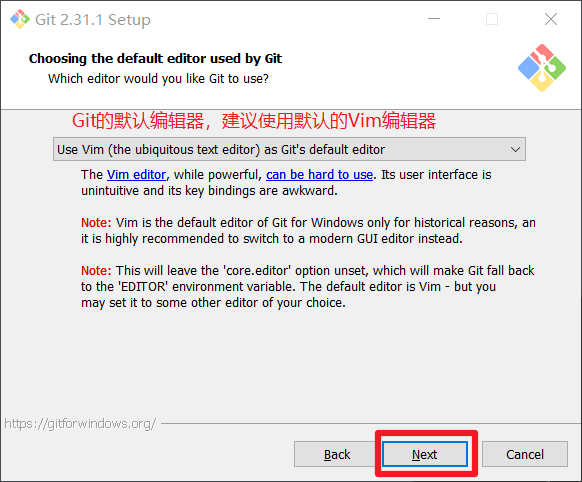 Git 2.31.1 Setup
Choosing the default editor used by Git
Which editor would you like Git to use?
Git的默认编辑器，建议使用默认的Vim编辑器
Use Vim (the ubiquitous text editor) as Git's default editor
The Vim editor, while powerful, can be hard to use. Its user interface is
unintuitive and its key bindings are awkward.
Note: Vim is the default editor of Git for Windows only for historical reasons, an
it is highly recommended to switch to a modern GUI editor instead.
Note: This will leave the 'core.editor' option unset, which will make Git fall back
to the 'EDITOR' environment variable. The default editor is Vim - but you
may set it to some other editor of your choice.
https://gitforwindows.org/
Back Next Cancel